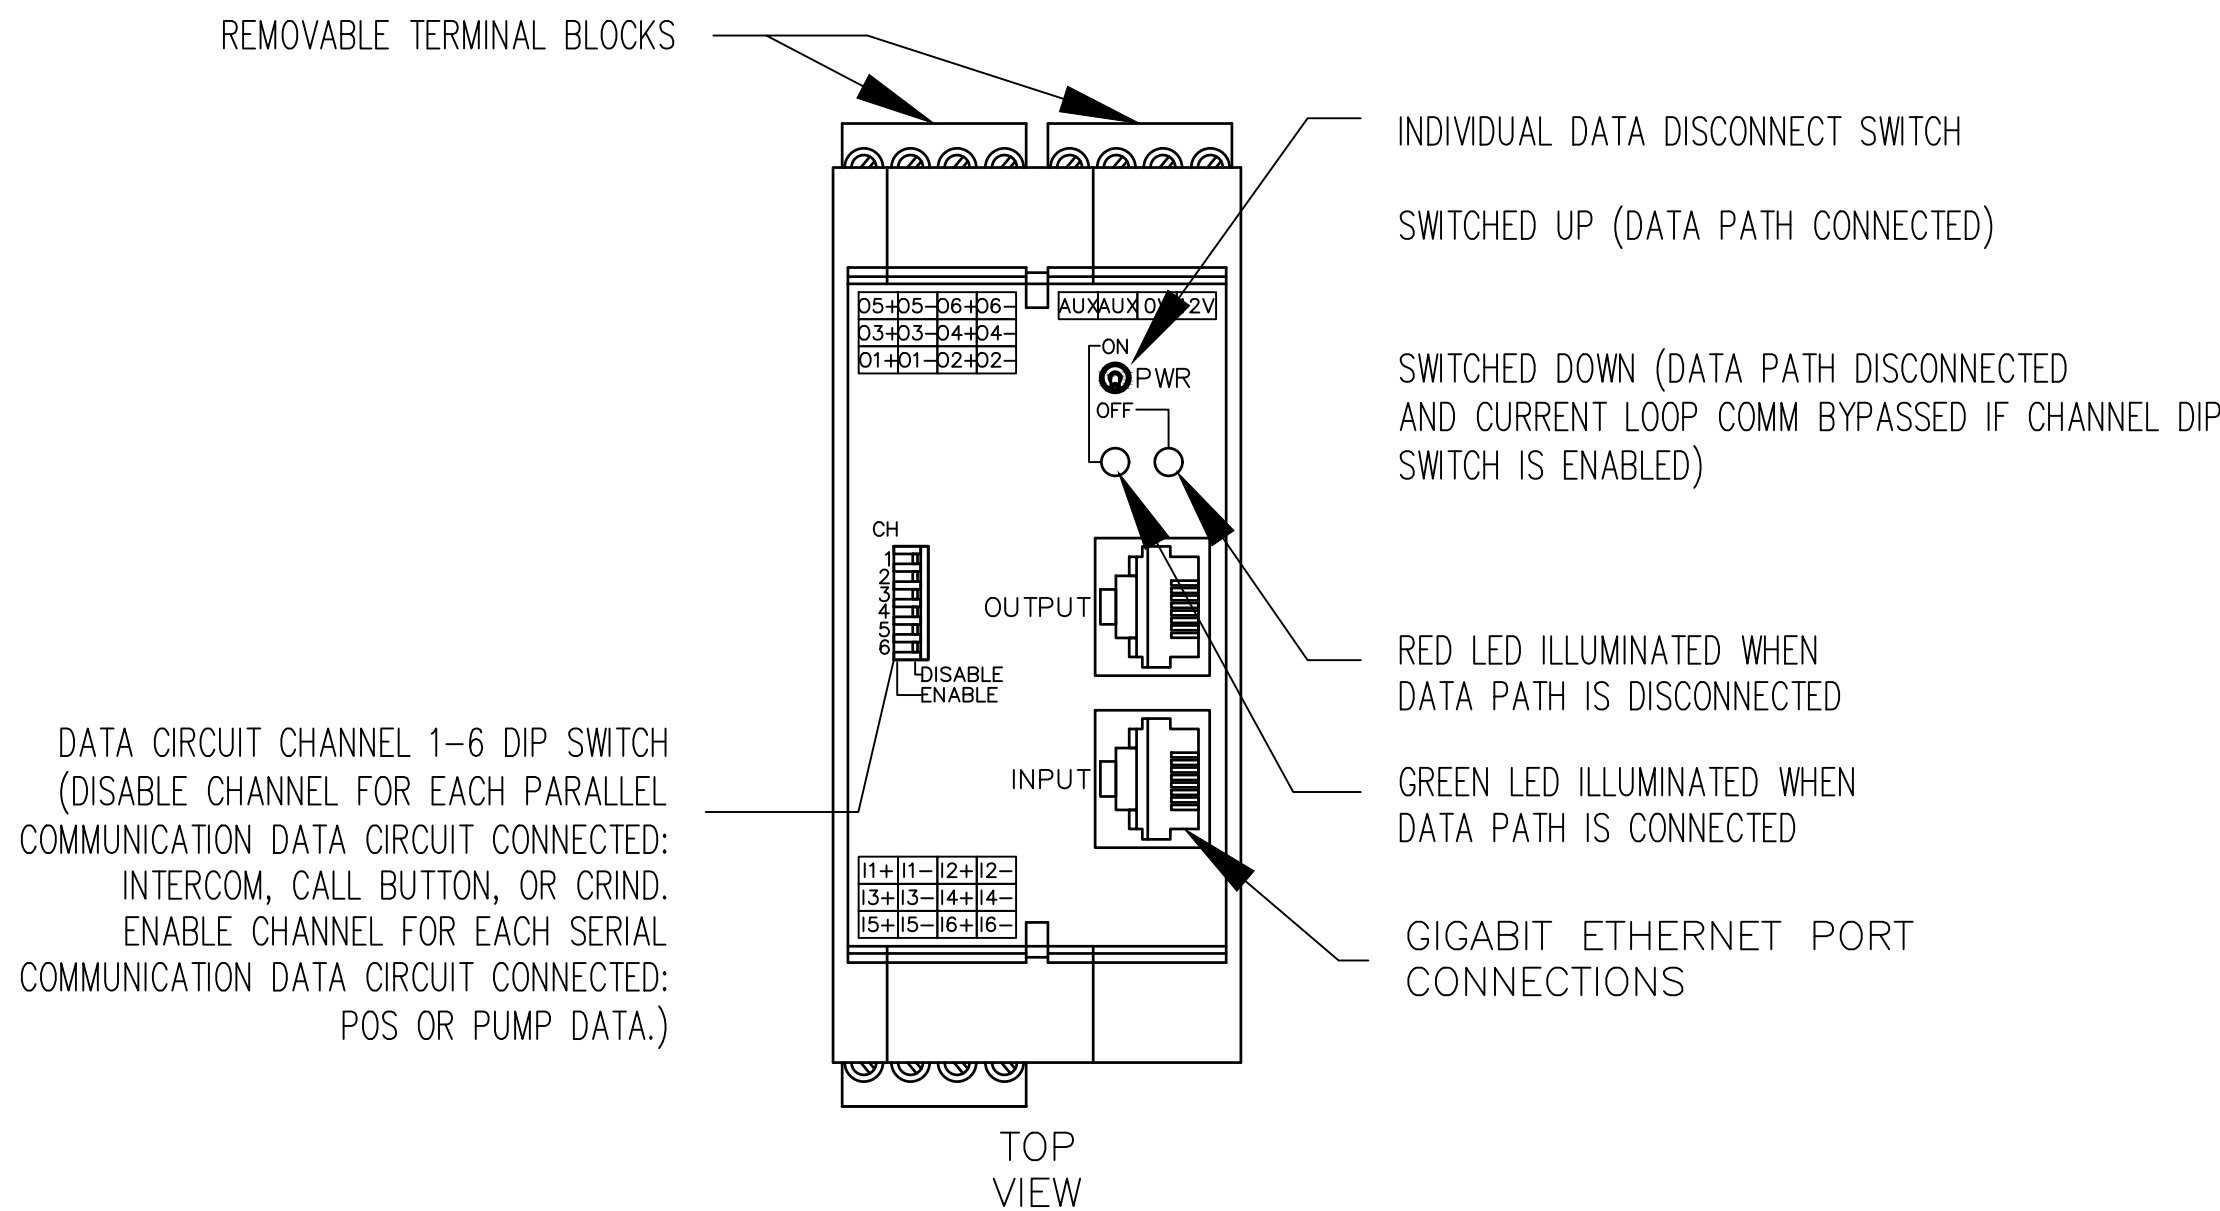 REMOVABLE TERMINAL BLOCKS
INDIVIDUAL DATA DISCONNECT SWITCH
SWITCHED UP (DATA PATH CONNECTED)
SWITCHED DOWN (DATA PATH DISCONNECTED
AND CURRENT LOOP COMM BYPASSED IF CHANNEL DIP
SWITCH IS ENABLED)
O5+ O5- O6+ O6-
O3+ O3- O4+ O4-
O1+ O1- O2+ O2-
AUX AUX
ON
PWR
OFF
CH
1
2
3
4
5
6
DISABLE
ENABLE
OUTPUT
INPUT
RED LED ILLUMINATED WHEN
DATA PATH IS DISCONNECTED
GREEN LED ILLUMINATED WHEN
DATA PATH IS CONNECTED
GIGABIT ETHERNET PORT
CONNECTIONS
DATA CIRCUIT CHANNEL 1-6 DIP SWITCH
(DISABLE CHANNEL FOR EACH PARALLEL
COMMUNICATION DATA CIRCUIT CONNECTED:
INTERCOM, CALL BUTTON, OR CRIND.
ENABLE CHANNEL FOR EACH SERIAL
COMMUNICATION DATA CIRCUIT CONNECTED:
POS OR PUMP DATA.)
I1+ I1- I2+ I2-
I3+ I3- I4+ I4-
I5+ I5- I6+ I6-
TOP
VIEW